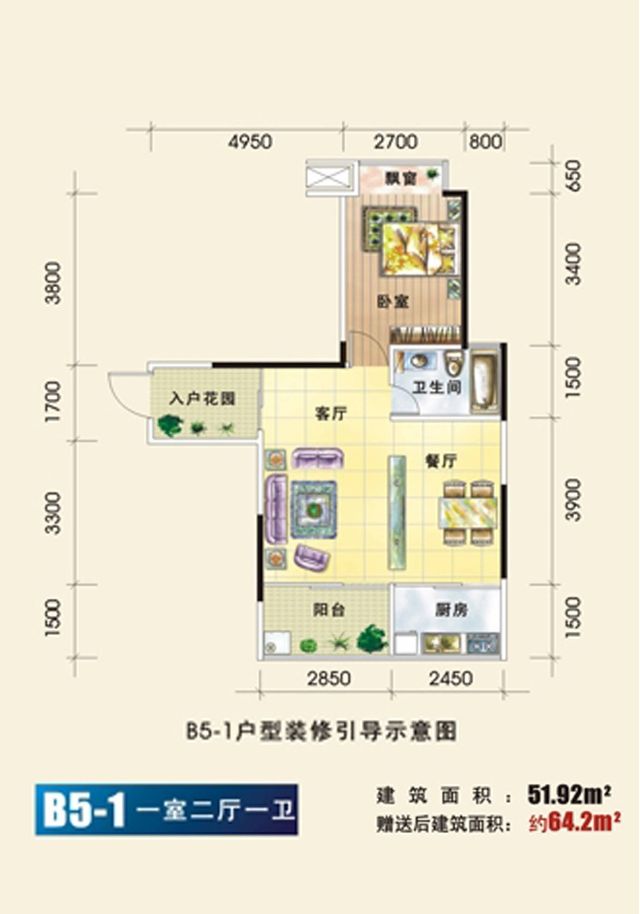 4950 2700 800
650
飘窗
3800
3400
卧室
1700
1500
入户花园
卫生间
客厅
餐厅
3300
3900
阳台
厨房
1500
1500
2850 2450
B5-1户型装修引导示意图
B5-1 一室二厅一卫
建筑面积：51.92m²
赠送后建筑面积：约64.2m²